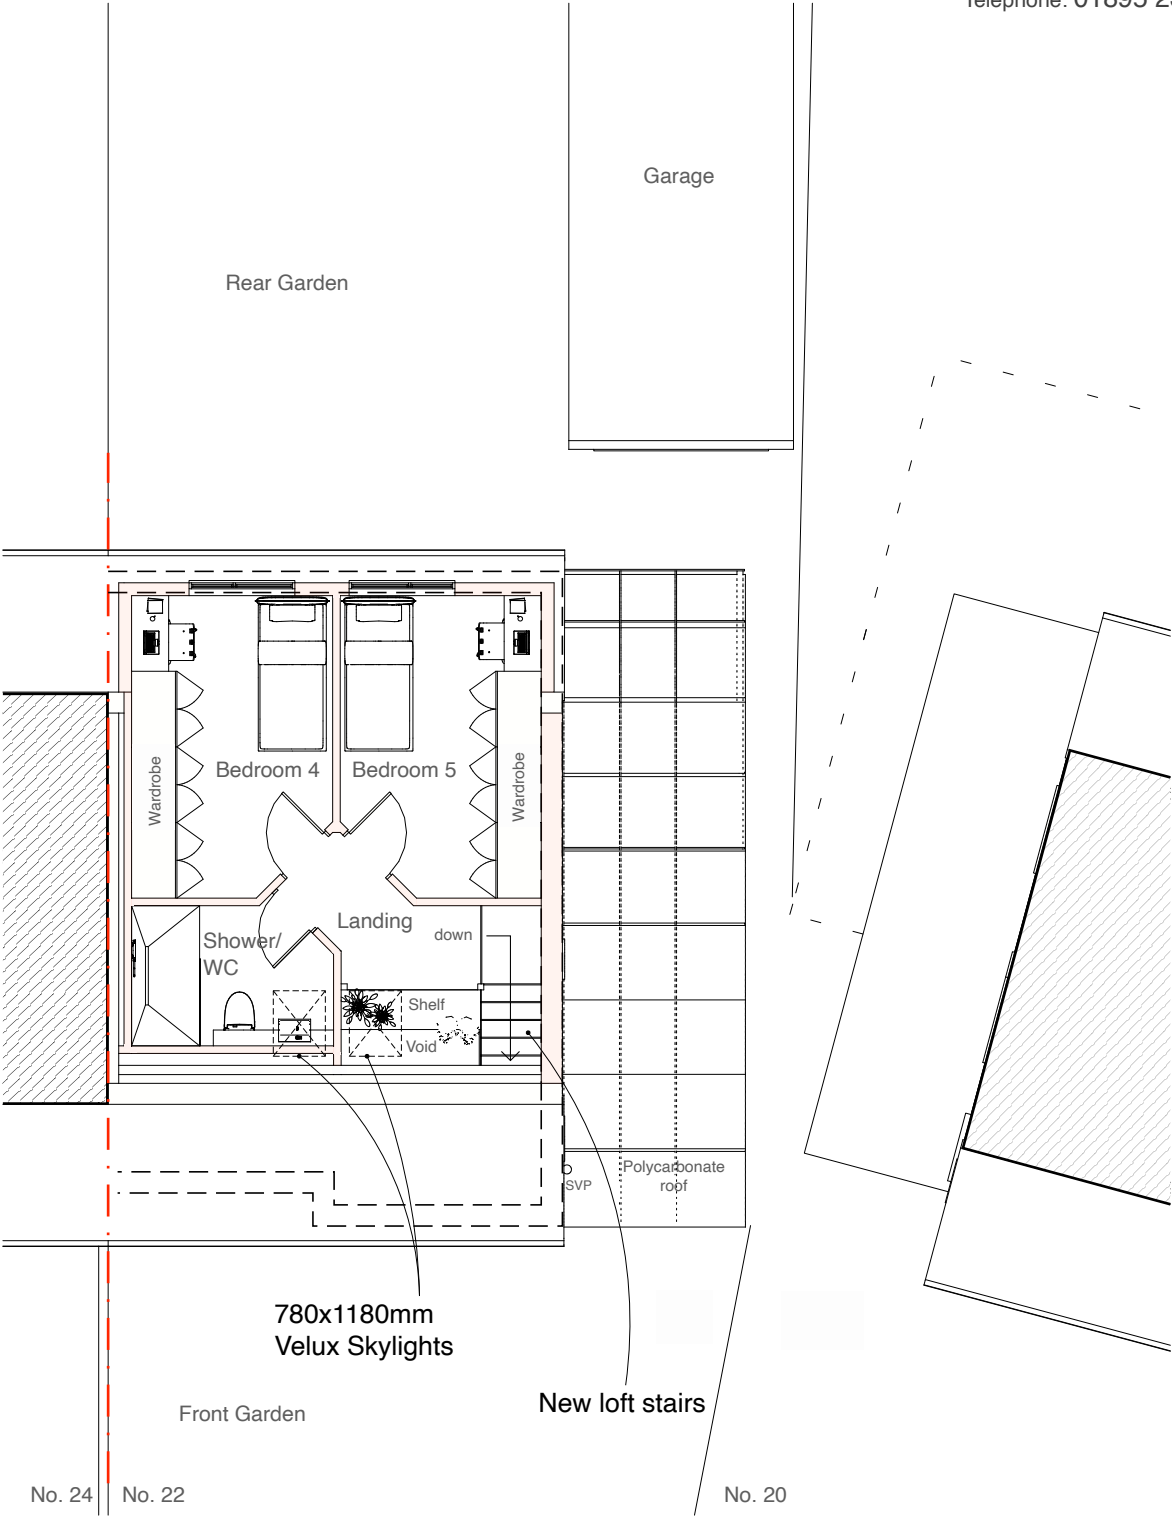 Garage
Rear Garden
Bedroom 4
Bedroom 5
Wardrobe
Wardrobe
Landing
down
Shower/
WC
Shelf
Void
SVP
Polycarbonate
roof
780x1180mm
Velux Skylights
New loft stairs
Front Garden
No. 24
No. 22
No. 20